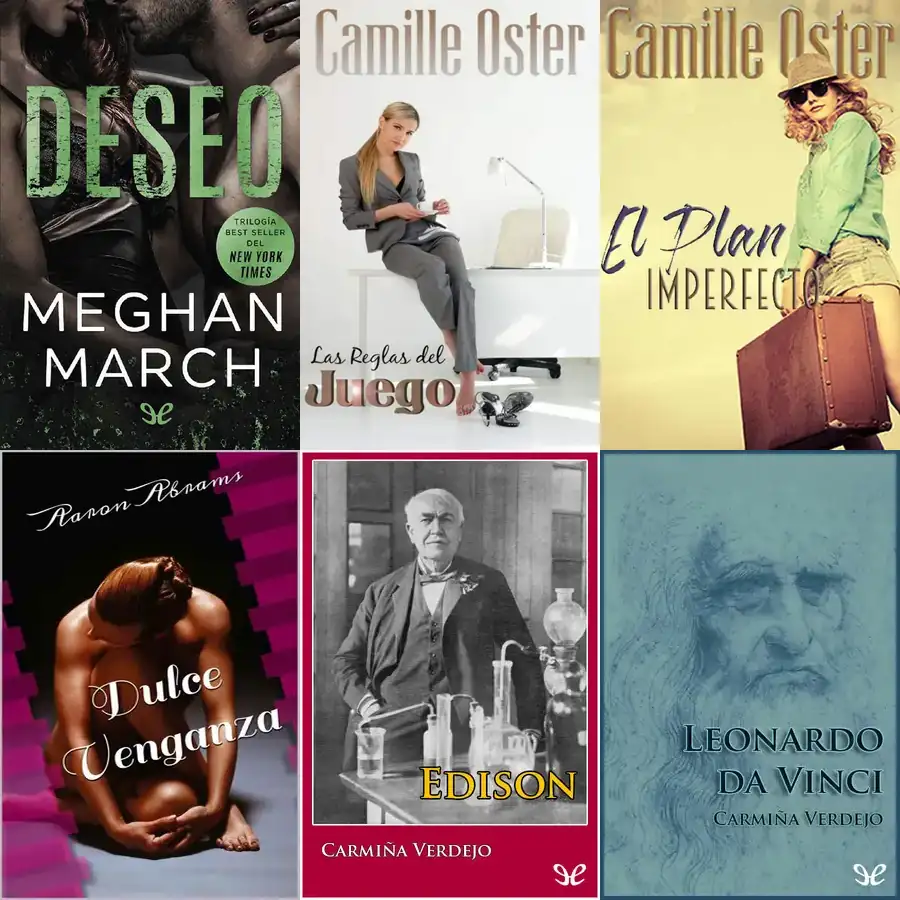 DESEO
TRILOGÍA
BEST SELLER
DEL
NEW YORK
TIMES
MEGHAN
MARCH
Camille Oster
Las Reglas del
Juego
Camille Oster
El Plan
IMPERFECTO
Aaron Abrams
Dulce
Venganza
EDISON
CARMIÑA VERDEJO
LEONARDO
DA VINCI
CARMIÑA VERDEJO